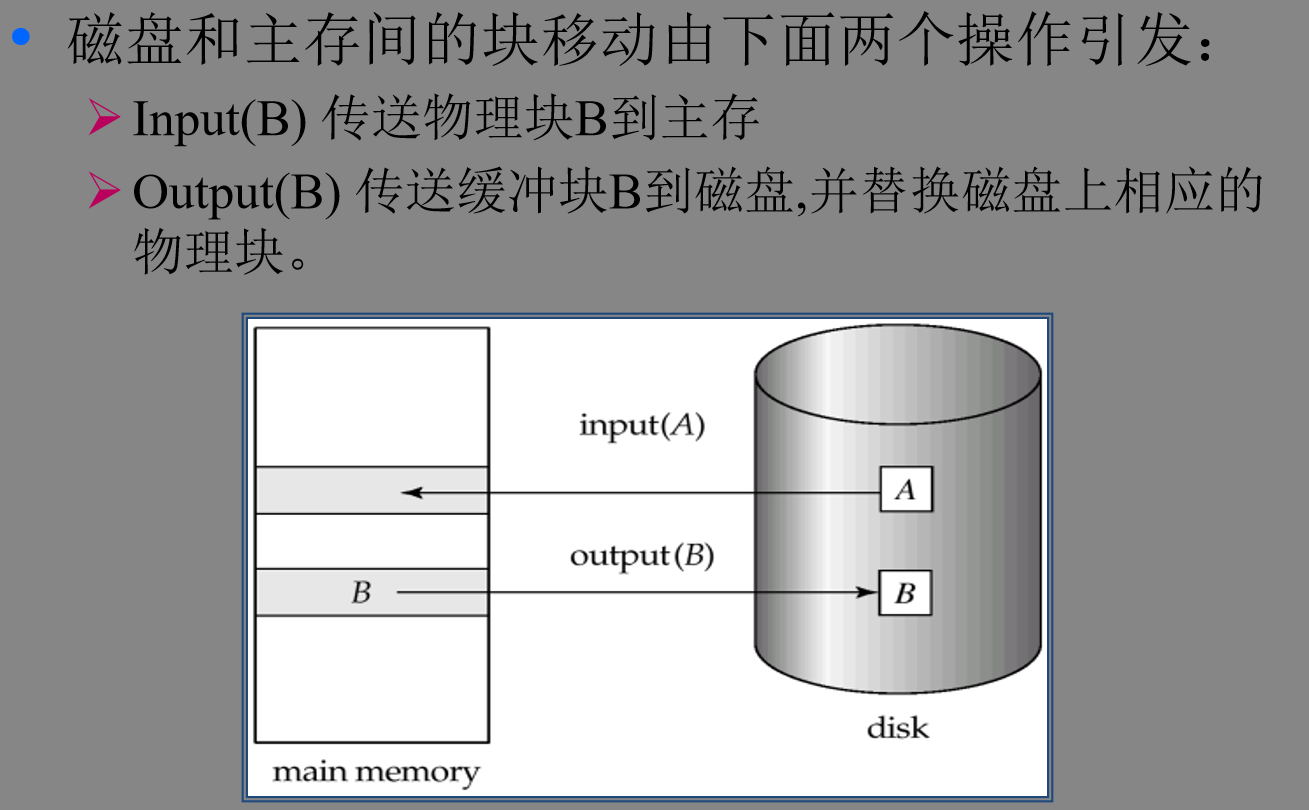 磁盘和主存间的块移动由下面两个操作引发：
Input(B) 传送物理块B到主存
Output(B) 传送缓冲块B到磁盘,并替换磁盘上相应的
物理块。
input(A)
A
output(B)
B
B
disk
main memory